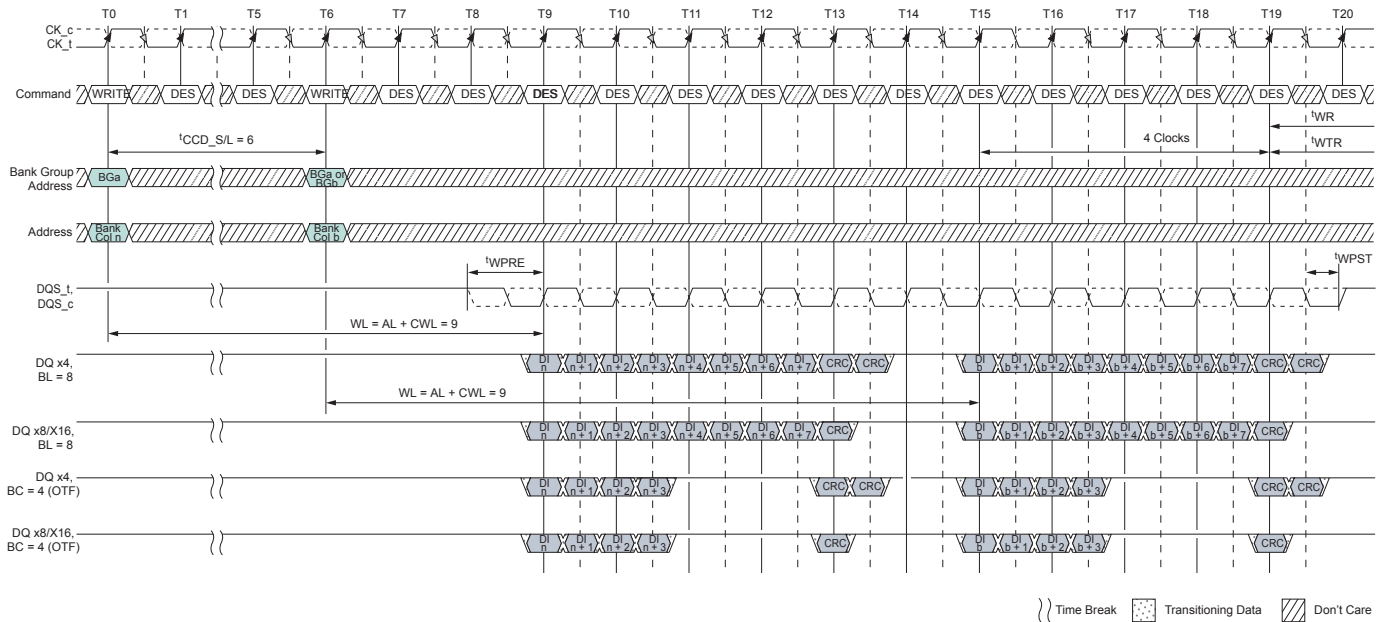 T0 T1 T5 T6 T7 T8 T9 T10 T11 T12 T13 T14 T15 T16 T17 T18 T19 T20
CK_c
CK_t
Command WRITE DES DES WRITE DES DES DES DES DES DES DES DES DES DES DES DES DES DES
tWR
tCCD_S/L = 6
4 Clocks
tWTR
Bank Group
Address
BGa
BGa or
BGb
Address
Bank
Col n
Bank
Col b
tWPRE
tWPST
DQS_t,
DQS_c
WL = AL + CWL = 9
DQ x4,
BL = 8
DI n DI n + 1 DI n + 2 DI n + 3 DI n + 4 DI n + 5 DI n + 6 DI n + 7 CRC CRC DI b DI b + 1 DI b + 2 DI b + 3 DI b + 4 DI b + 5 DI b + 6 DI b + 7 CRC CRC
WL = AL + CWL = 9
DQ x8/X16,
BL = 8
DI n DI n + 1 DI n + 2 DI n + 3 DI n + 4 DI n + 5 DI n + 6 DI n + 7 CRC DI b DI b + 1 DI b + 2 DI b + 3 DI b + 4 DI b + 5 DI b + 6 DI b + 7 CRC
DQ x4,
BC = 4 (OTF)
DI n DI n + 1 DI n + 2 DI n + 3 CRC CRC DI b DI b + 1 DI b + 2 DI b + 3 CRC CRC
DQ x8/X16,
BC = 4 (OTF)
DI n DI n + 1 DI n + 2 DI n + 3 CRC DI b DI b + 1 DI b + 2 DI b + 3 CRC
Time Break Transitioning Data Don't Care